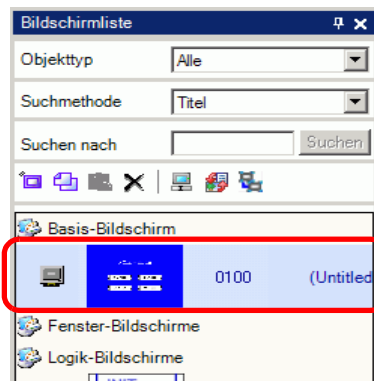 Bildschirmliste
Objekttyp Alle
Suchmethode Titel
Suchen nach Suchen
Basis-Bildschirm
0100 (Untitled
Fenster-Bildschirme
Logik-Bildschirme